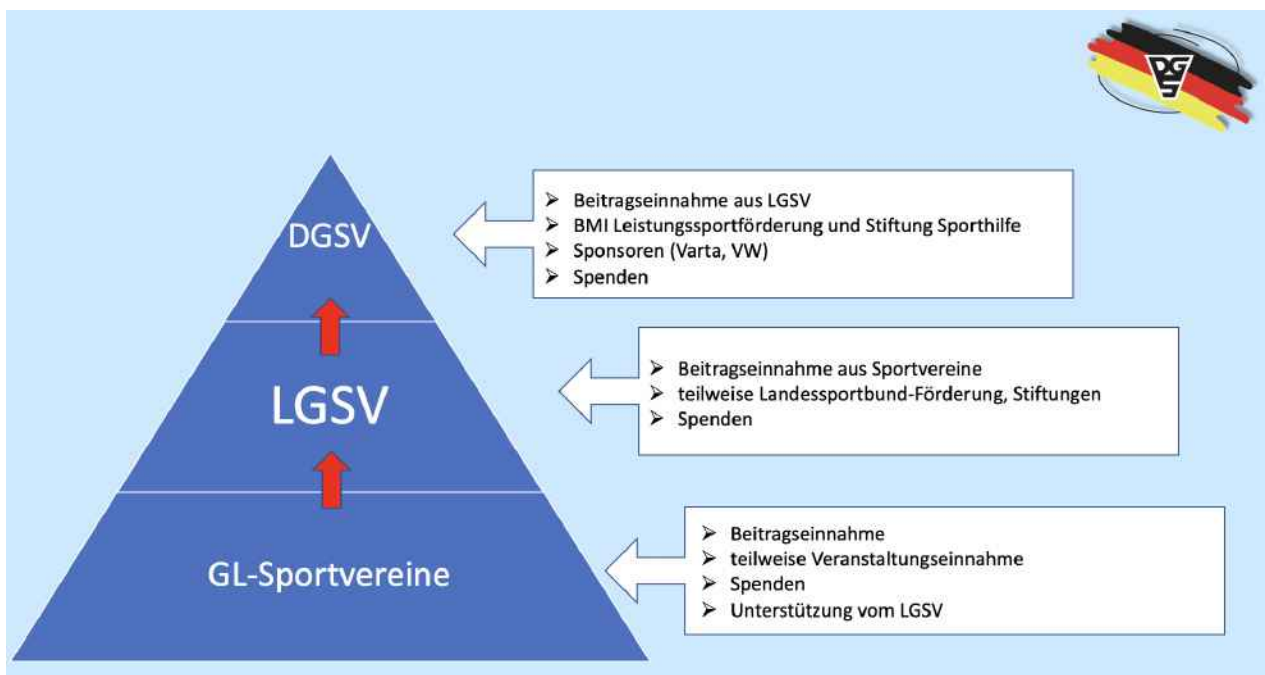 DGS
DGSV
Beitragseinnahme aus LGSV
BMI Leistungssportförderung und Stiftung Sporthilfe
Sponsoren (Varta, VW)
Spenden
LGSV
Beitragseinnahme aus Sportvereine
teilweise Landessportbund-Förderung, Stiftungen
Spenden
GL-Sportvereine
Beitragseinnahme
teilweise Veranstaltungseinnahme
Spenden
Unterstützung vom LGSV